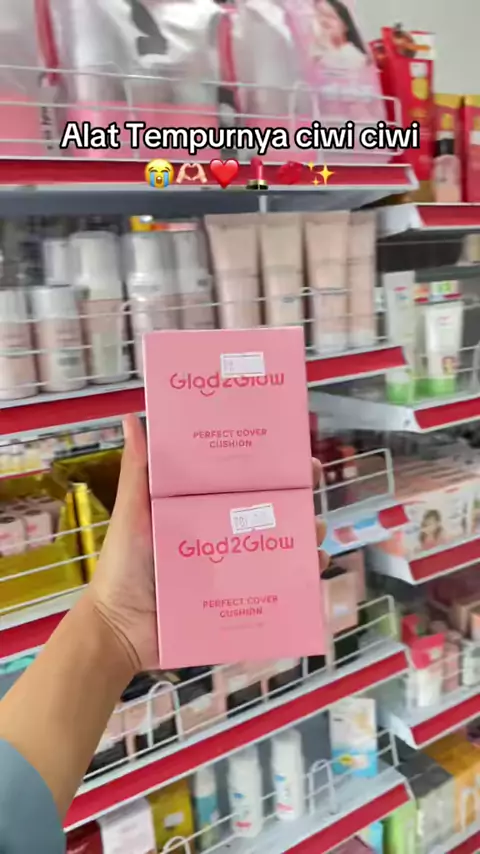 Alat Tempurnya ciwi ciwi
😭🫶🏻❤️💄💋✨
Glad2Glow
PERFECT COVER
CUSHION
Glad2Glow
PERFECT COVER
CUSHION